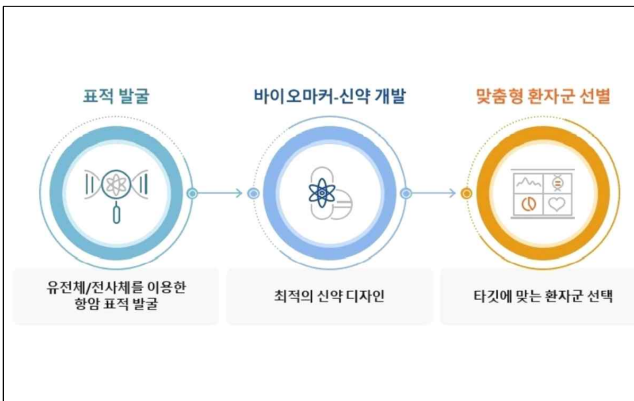 표적 발굴
바이오마커-신약 개발
맞춤형 환자군 선별
유전체/전사체를 이용한
항암 표적 발굴
최적의 신약 디자인
타깃에 맞는 환자군 선택